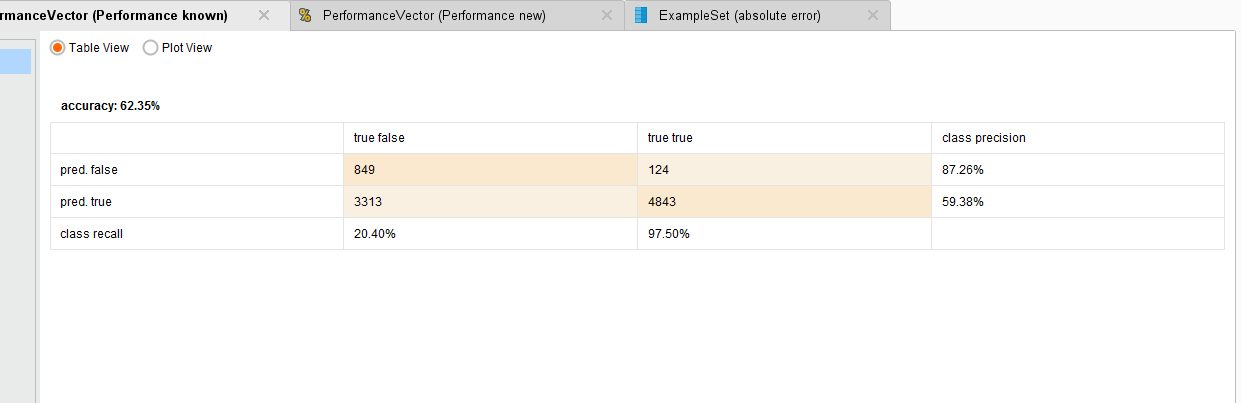 rmanceVector (Performance known)
PerformanceVector (Performance new)
ExampleSet (absolute error)
Table View
Plot View
accuracy: 62.35%
true false true true class precision
pred. false 849 124 87.26%
pred. true 3313 4843 59.38%
class recall 20.40% 97.50%